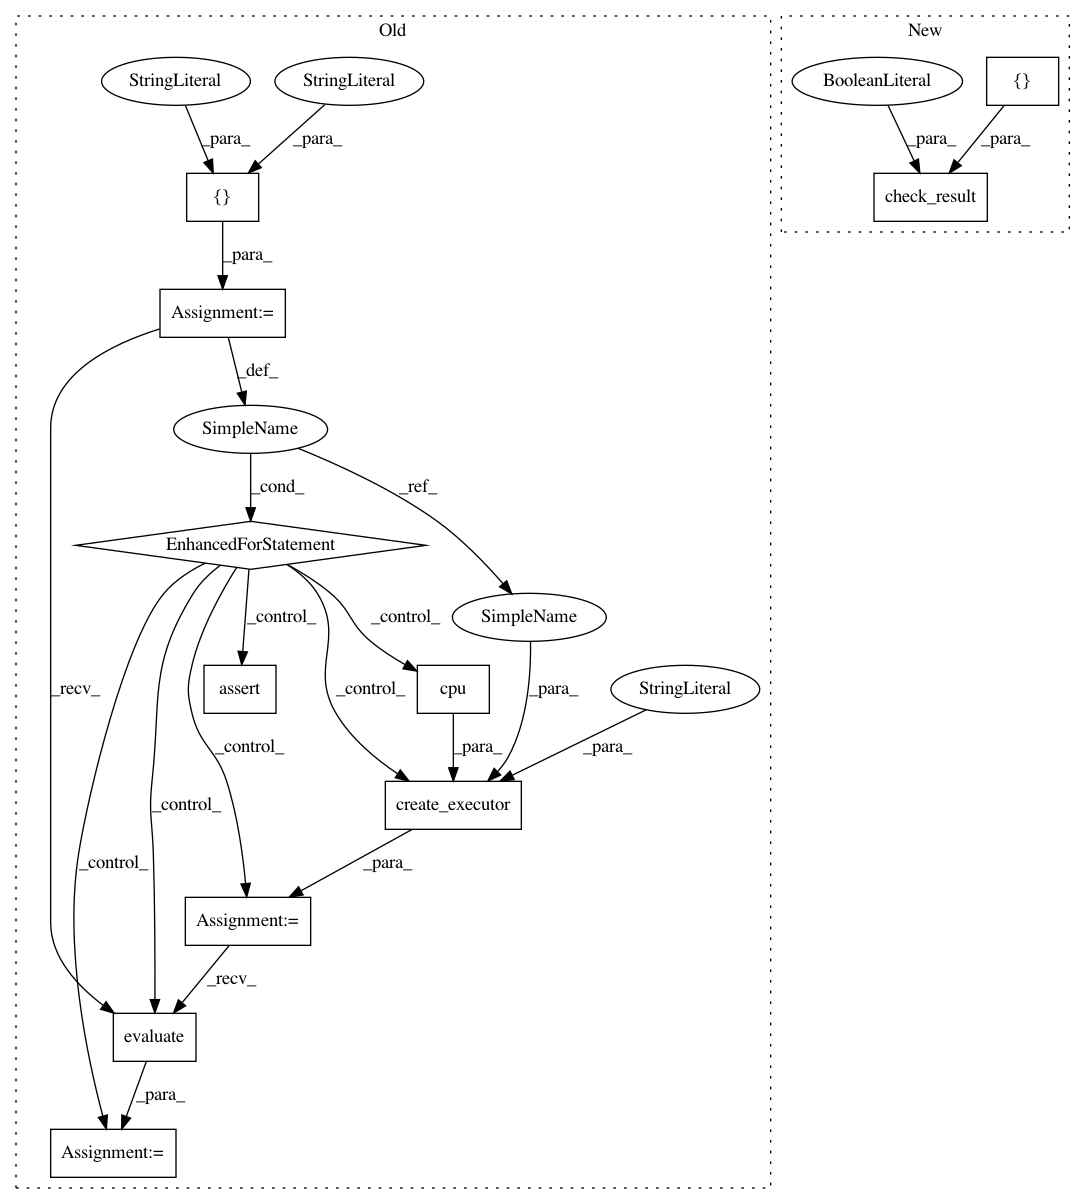 Old
New
StringLiteral
StringLiteral
BooleanLiteral
{}
_para_
_para_
_para_
_para_
{}
check_result
_para_
Assignment:=
_def_
SimpleName
_cond_
_ref_
EnhancedForStatement
SimpleName
_control_
_control_
assert
cpu
StringLiteral
_recv_
_control_
_para_
_control_
_para_
_para_
_control_
create_executor
_control_
_para_
Assignment:=
_recv_
evaluate
_para_
Assignment:=